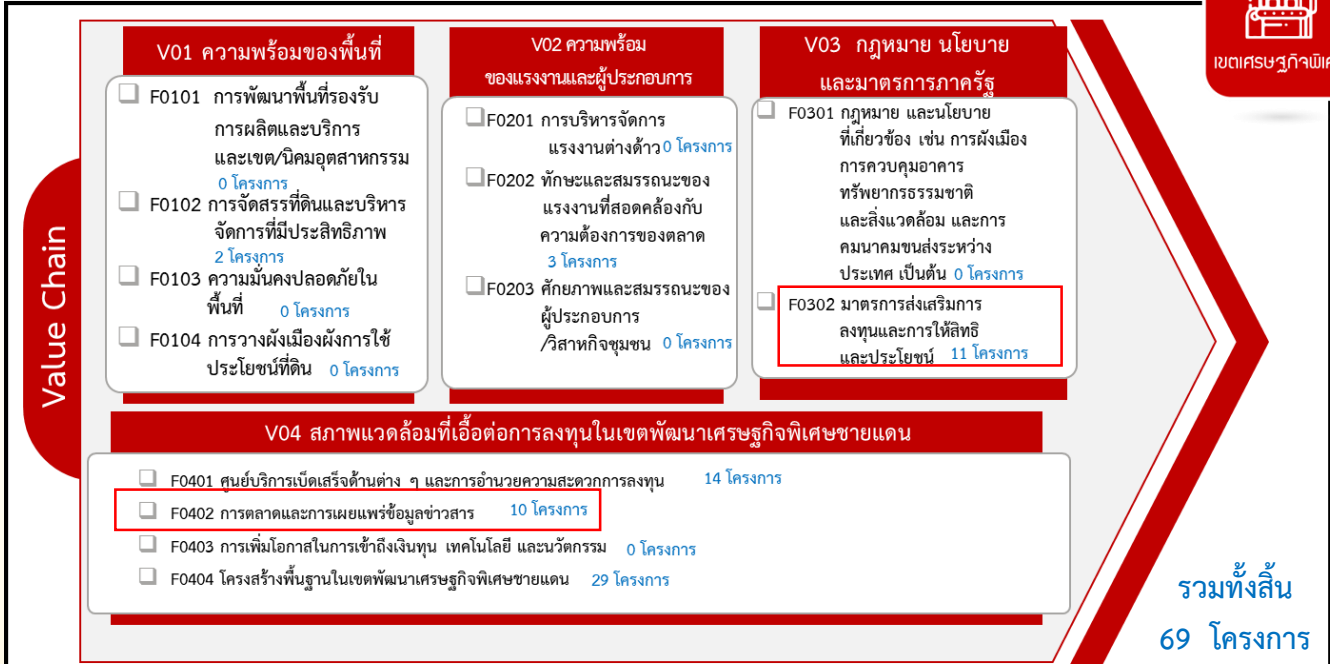 เขตเศรษฐกิจพิเศ
Value Chain
V01 ความพร้อมของพื้นที่
F0101 การพัฒนาพื้นที่รองรับ
การผลิตและบริการ
และเขต/นิคมอุตสาหกรรม
0 โครงการ
F0102 การจัดสรรที่ดินและบริหาร
จัดการที่มีประสิทธิภาพ
2 โครงการ
F0103 ความมั่นคงปลอดภัยใน
พื้นที่ 0 โครงการ
F0104 การวางผังเมืองผังการใช้
ประโยชน์ที่ดิน 0 โครงการ
V02 ความพร้อม
ของแรงงานและผู้ประกอบการ
F0201 การบริหารจัดการ
แรงงานต่างด้าว 0 โครงการ
F0202 ทักษะและสมรรถนะของ
แรงงานที่สอดคล้องกับ
ความต้องการของตลาด
3 โครงการ
F0203 ศักยภาพและสมรรถนะของ
ผู้ประกอบการ
/วิสาหกิจชุมชน 0 โครงการ
V03 กฎหมาย นโยบาย
และมาตรการภาครัฐ
F0301 กฎหมาย และนโยบาย
ที่เกี่ยวข้อง เช่น การผังเมือง
การควบคุมอาคาร
ทรัพยากรธรรมชาติ
และสิ่งแวดล้อม และการ
คมนาคมขนส่งระหว่าง
ประเทศ เป็นต้น 0 โครงการ
F0302 มาตรการส่งเสริมการ
ลงทุนและการให้สิทธิ
และประโยชน์ 11 โครงการ
V04 สภาพแวดล้อมที่เอื้อต่อการลงทุนในเขตพัฒนาเศรษฐกิจพิเศษชายแดน
F0401 ศูนย์บริการเบ็ดเสร็จด้านต่าง ๆ และการอำนวยความสะดวกการลงทุน 14 โครงการ
F0402 การตลาดและการเผยแพร่ข้อมูลข่าวสาร 10 โครงการ
F0403 การเพิ่มโอกาสในการเข้าถึงเงินทุน เทคโนโลยี และนวัตกรรม 0 โครงการ
F0404 โครงสร้างพื้นฐานในเขตพัฒนาเศรษฐกิจพิเศษชายแดน 29 โครงการ
รวมทั้งสิ้น
69 โครงการ